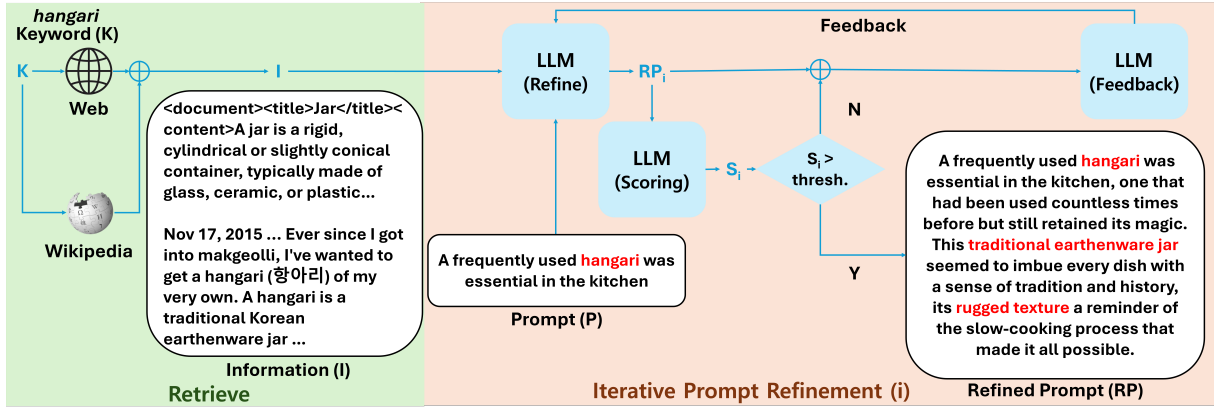 hangari
Keyword (K)
K
Web
Wikipedia
I
<document><title>Jar</title><
content>A jar is a rigid,
cylindrical or slightly conical
container, typically made of
glass, ceramic, or plastic...
Nov 17, 2015 ... Ever since I got
into makgeolli, I've wanted to
get a hangari (항아리) of my
very own. A hangari is a
traditional Korean
earthenware jar ...
Information (I)
Retrieve
Feedback
LLM
(Refine)
RPi
LLM
(Feedback)
LLM
(Scoring)
Si
Si >
thresh.
N
Y
A frequently used hangari was
essential in the kitchen
Prompt (P)
A frequently used hangari was
essential in the kitchen, one that
had been used countless times
before but still retained its magic.
This traditional earthenware jar
seemed to imbue every dish with
a sense of tradition and history,
its rugged texture a reminder of
the slow-cooking process that
made it all possible.
Refined Prompt (RP)
Iterative Prompt Refinement (i)